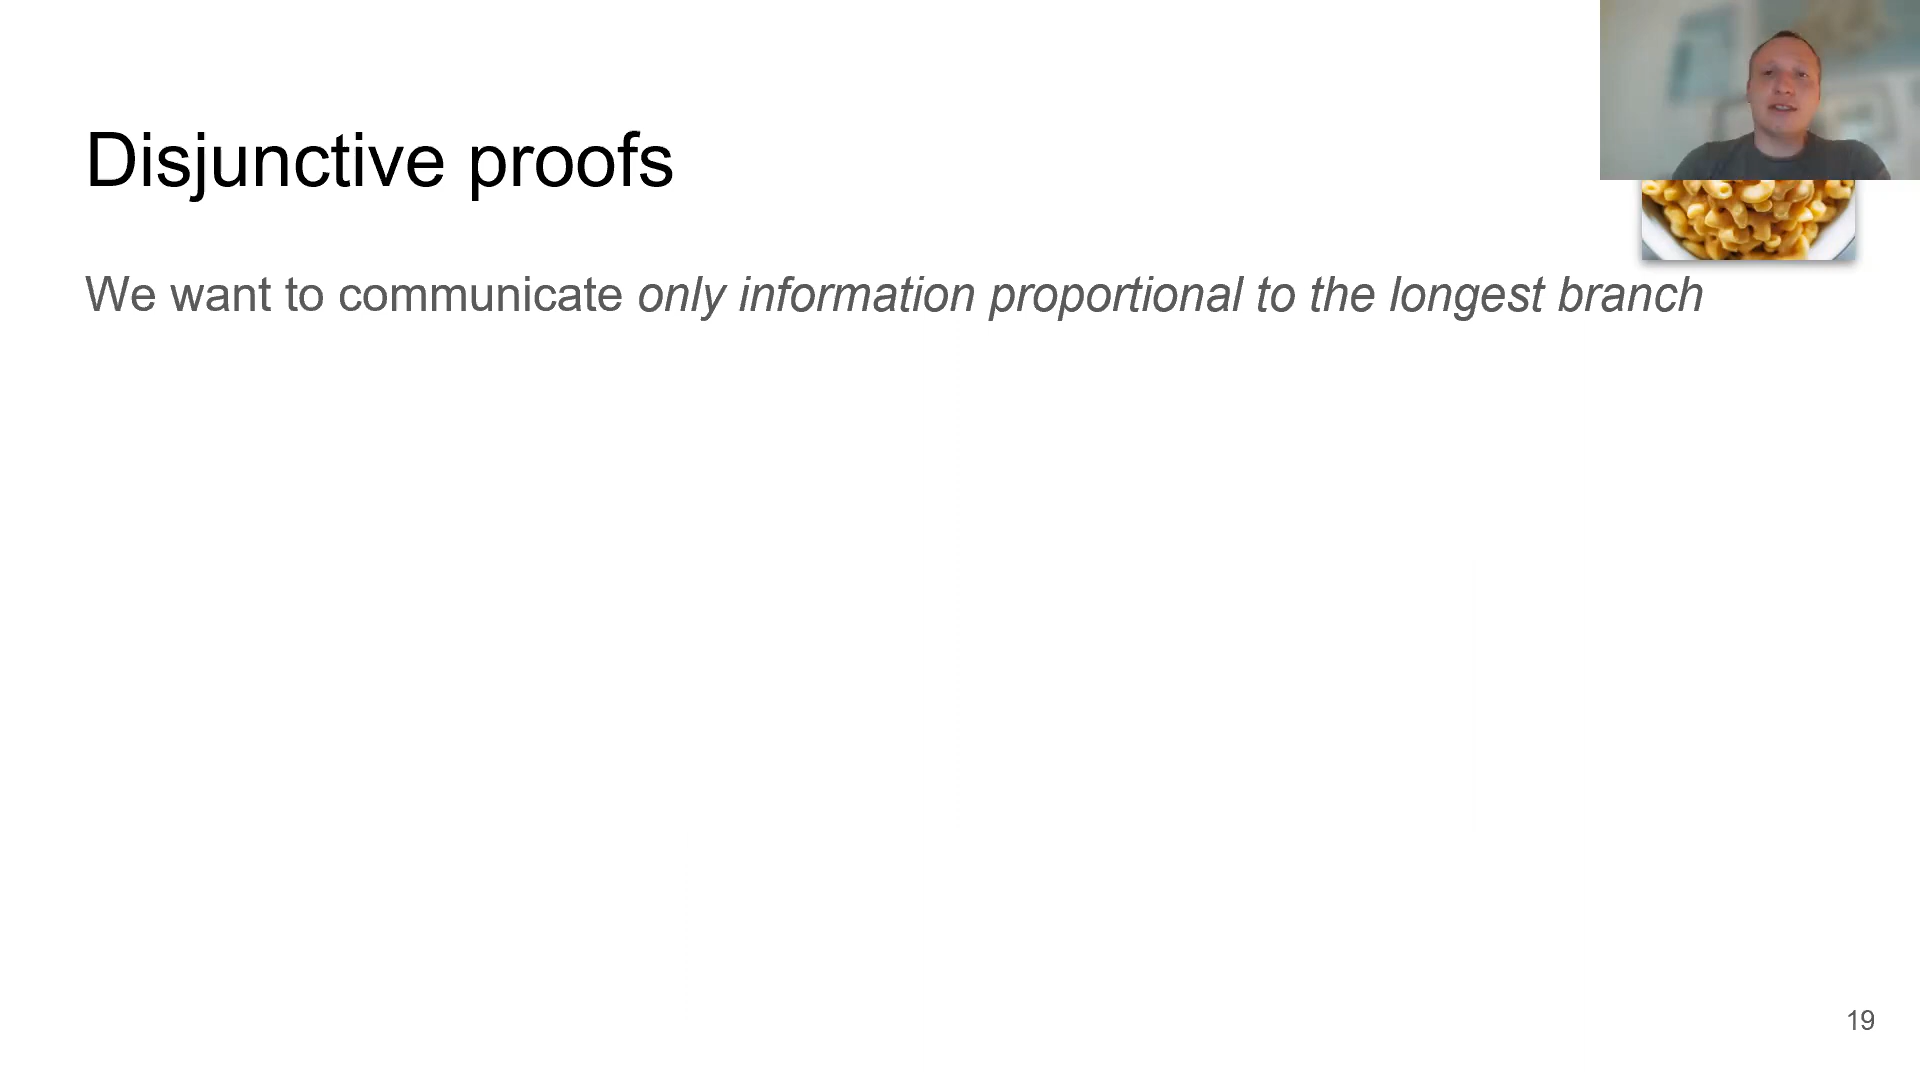 Disjunctive proofs
We want to communicate only information proportional to the longest branch
19